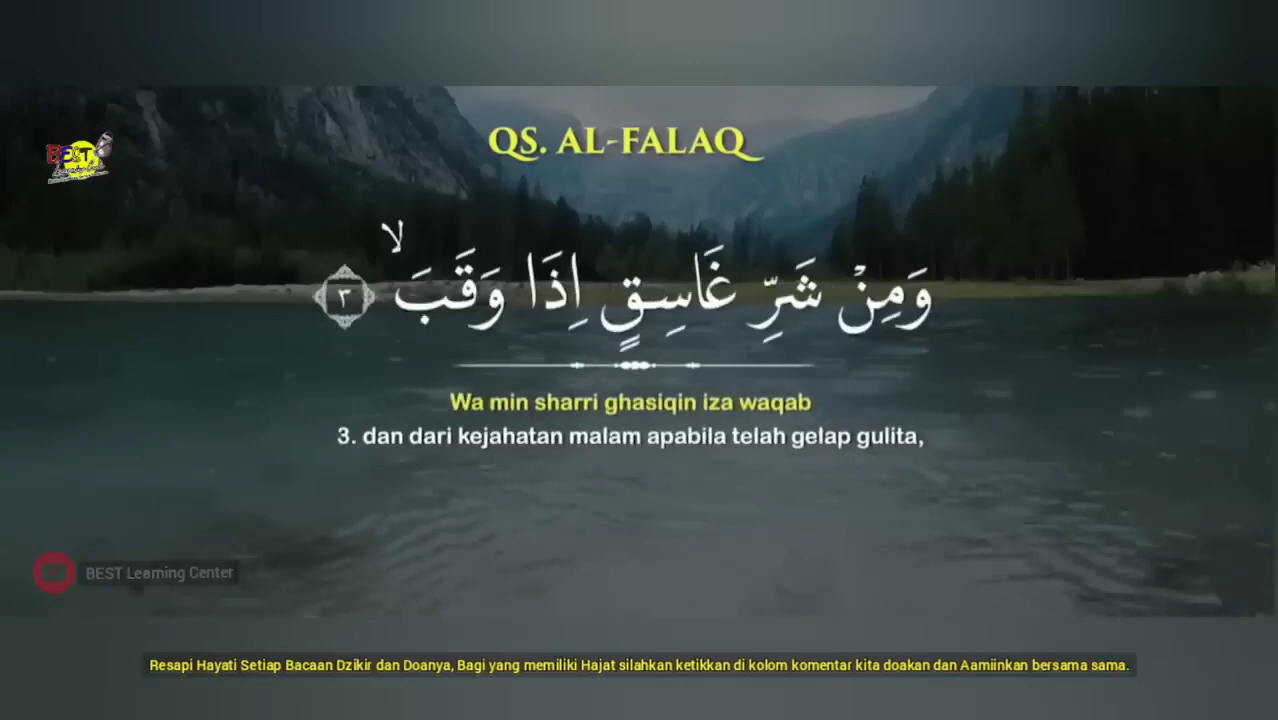 BEST
QS. AL-FALAQ
وَمِنْ شَرِّ غَاسِقٍ اِذَا وَقَبَ ۙ ٣
Wa min sharri ghasiqin iza waqab
3. dan dari kejahatan malam apabila telah gelap gulita,
BEST Learning Center
Resapi Hayati Setiap Bacaan Dzikir dan Doanya, Bagi yang memiliki Hajat silahkan ketikkan di kolom komentar kita doakan dan Aamiinkan bersama sama.